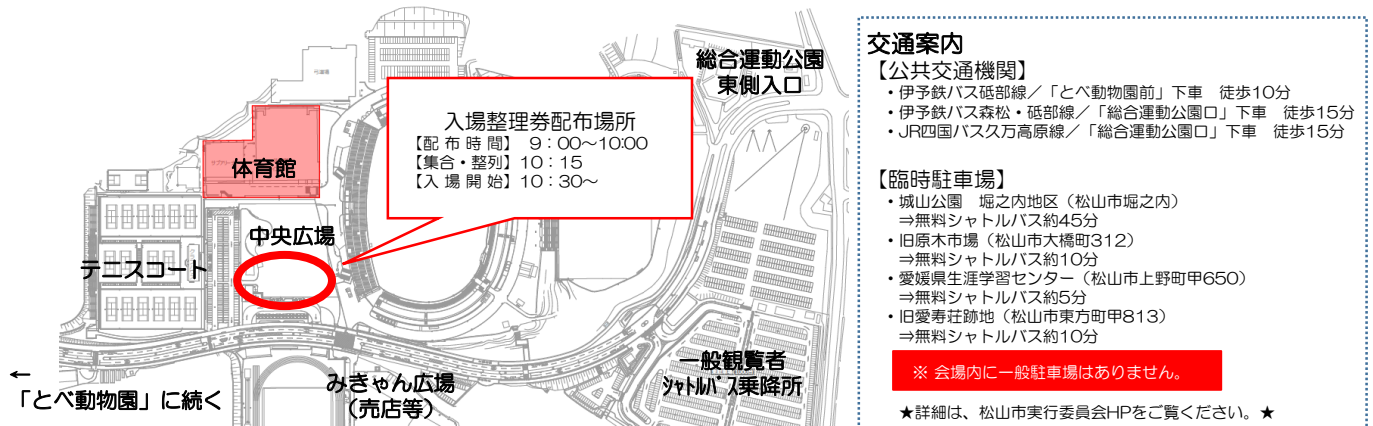 総合運動公園
東側入口
入場整理券配布場所
【配 布 時 間】 9：00～10:00
【集合・整列】10：15
【入 場 開 始】10：30～
体育館
中央広場
テニスコート
←
「とべ動物園」に続く
みきゃん広場
（売店等）
一般観覧者
ｼｬﾄﾙﾊﾞｽ乗降所
交通案内
【公共交通機関】
・伊予鉄バス砥部線／「とべ動物園前」下車　徒歩10分
・伊予鉄バス森松・砥部線／「総合運動公園口」下車　徒歩15分
・JR四国バス久万高原線／「総合運動公園口」下車　徒歩15分
【臨時駐車場】
・城山公園　堀之内地区（松山市堀之内）
⇒無料シャトルバス約45分
・旧原木市場（松山市大橋町312）
⇒無料シャトルバス約10分
・愛媛県生涯学習センター（松山市上野町甲650）
⇒無料シャトルバス約5分
・旧愛寿荘跡地（松山市東方町甲813）
⇒無料シャトルバス約10分
※ 会場内に一般駐車場はありません。
★詳細は、松山市実行委員会HPをご覧ください。★